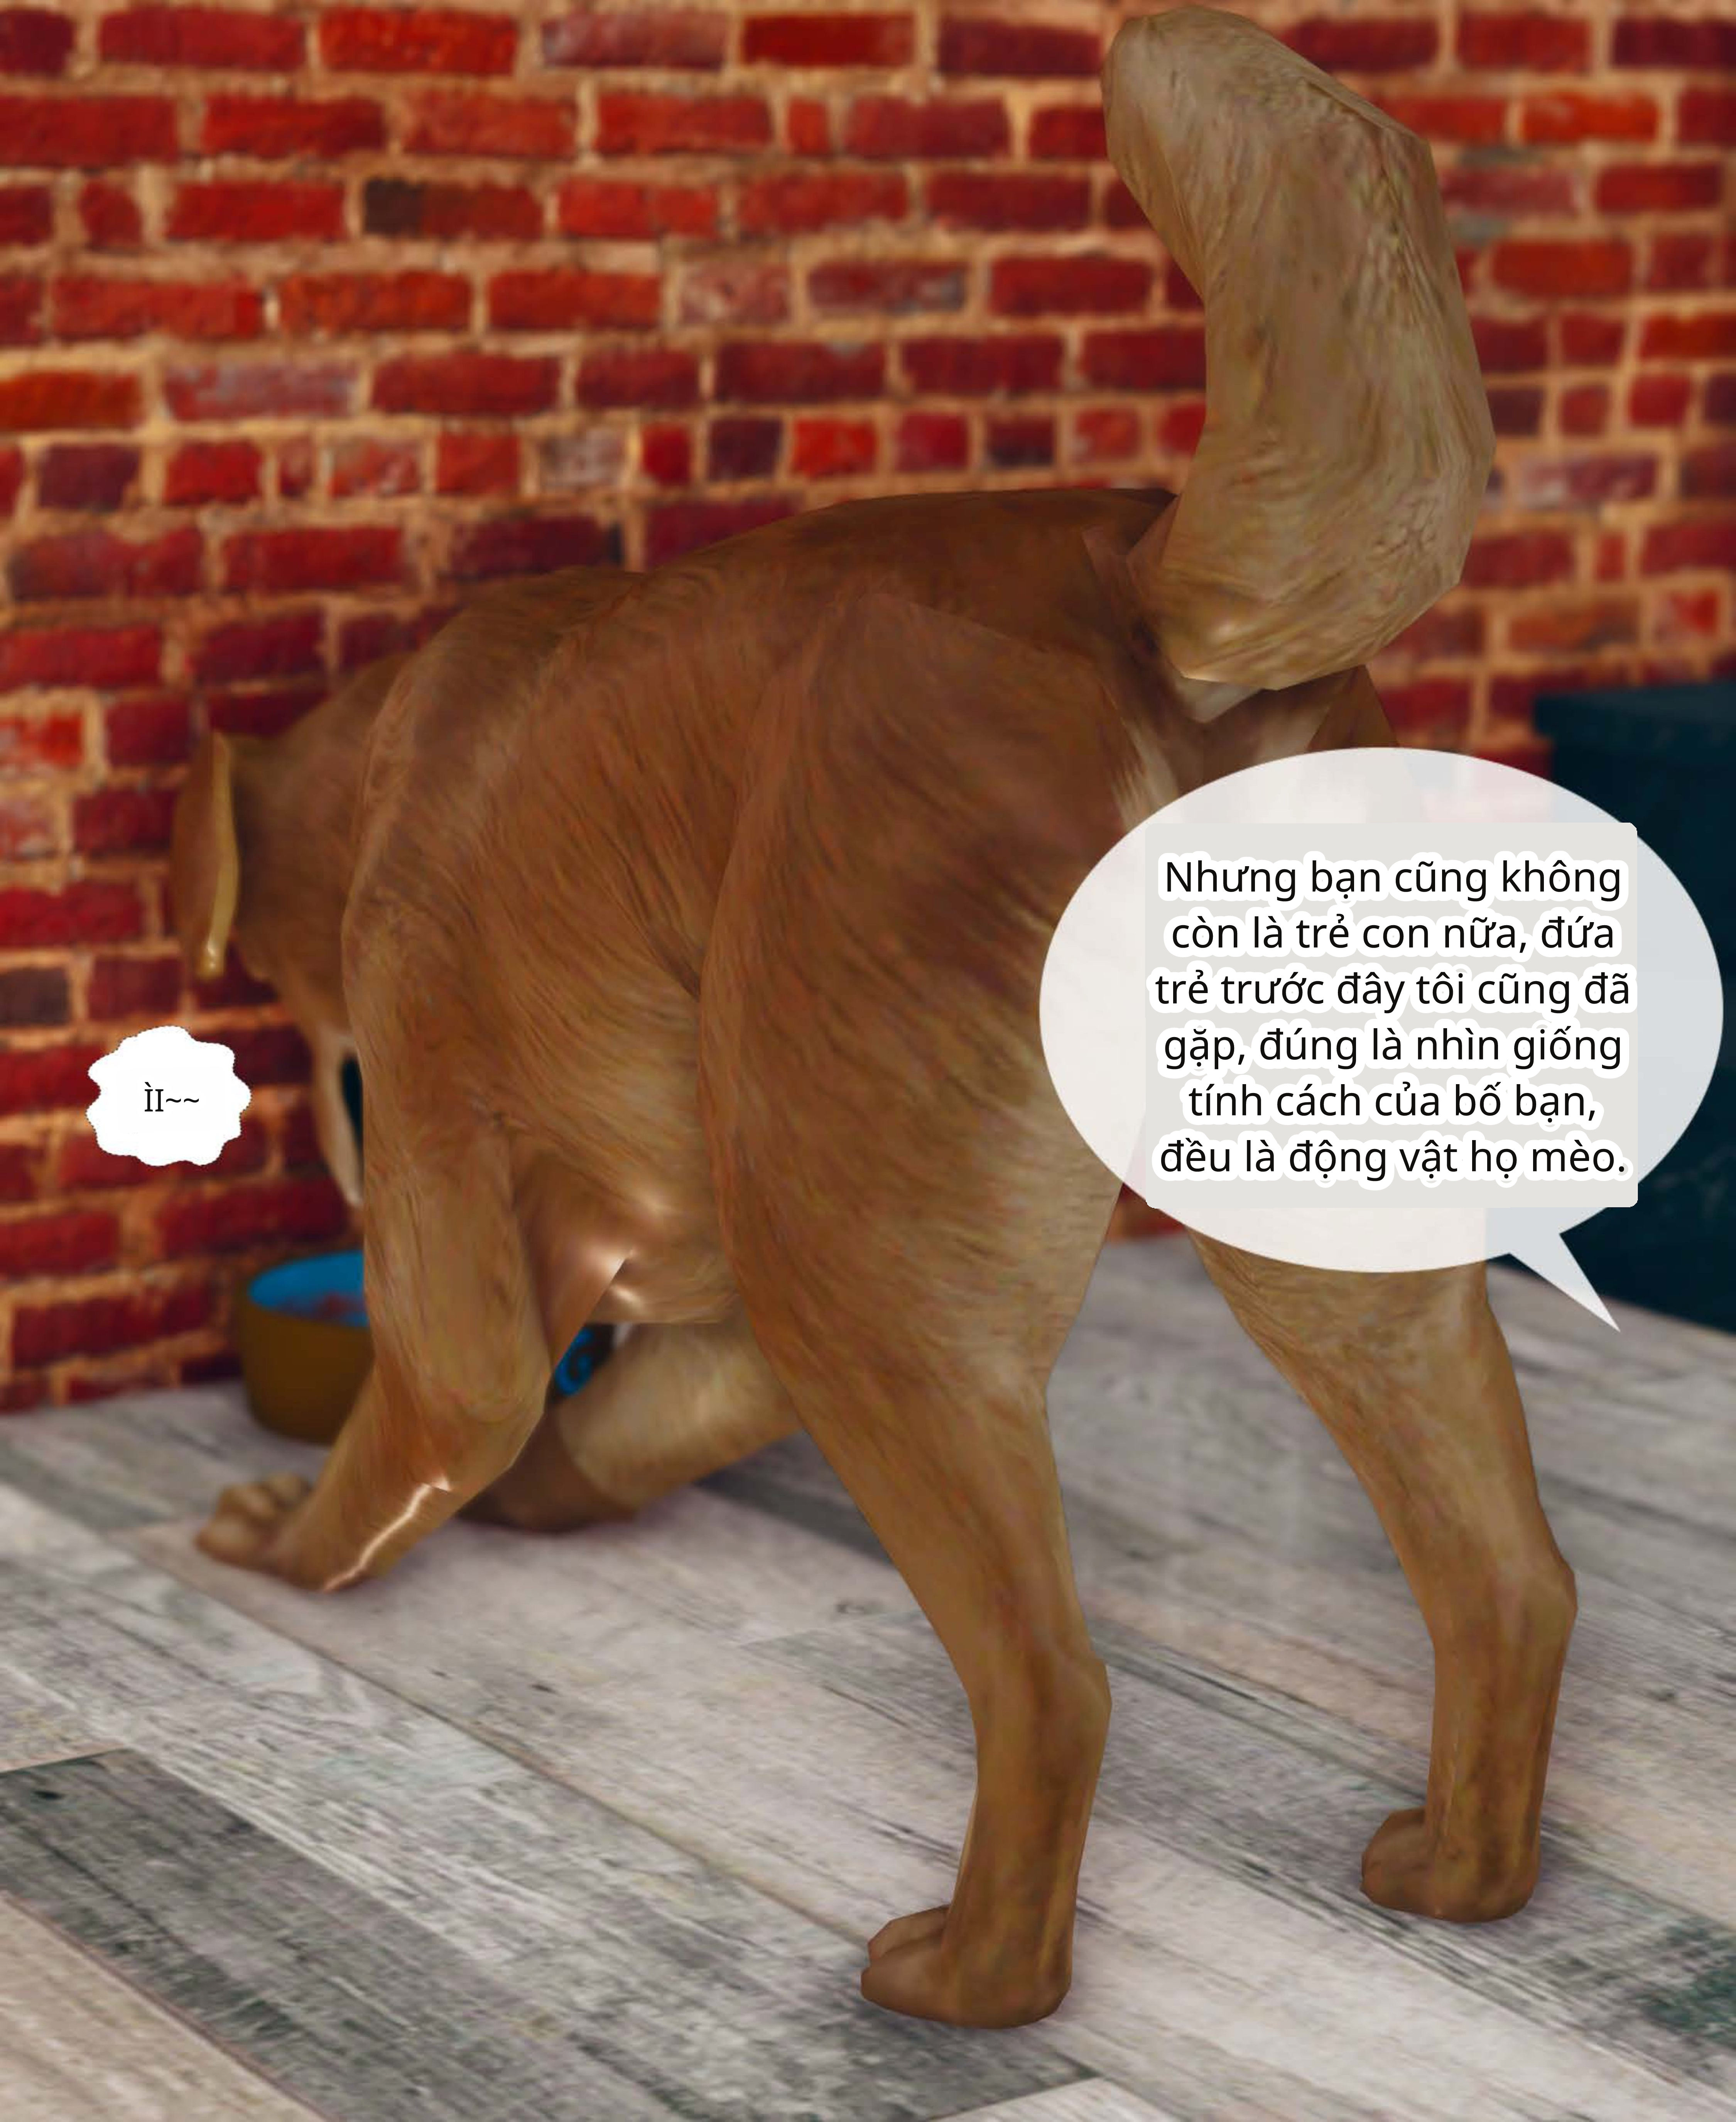 Nhưng bạn cũng không
còn là trẻ con nữa, đứa
trẻ trước đây tôi cũng đã
gặp, đúng là nhìn giống
tính cách của bố bạn,
đều là động vật họ mèo.
ÌI~~